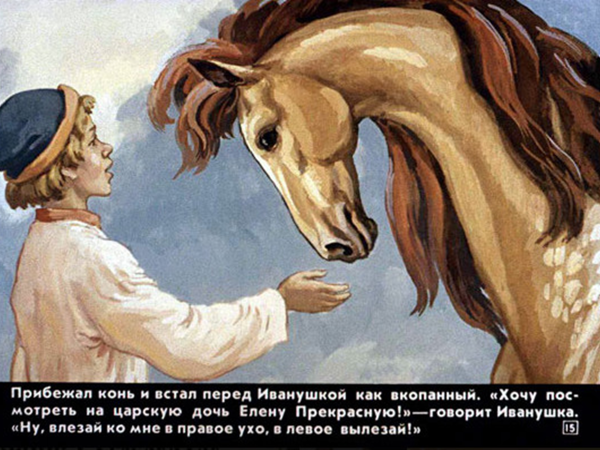 Прибежал конь и встал перед Иванушкой как вкопанный. «Хочу пос-
мотреть на царскую дочь Елену Прекрасную!»—говорит Иванушка.
«Ну, влезай ко мне в правое ухо, в левое вылезай!»
15